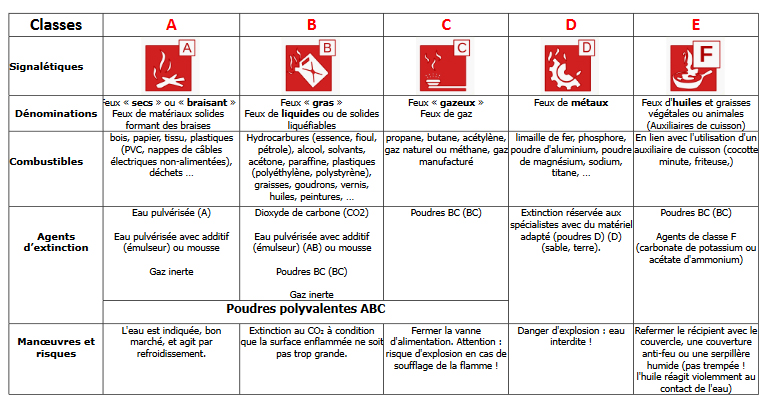 Classes A B C D E
Signalétiques A B C D F
Dénominations
Feux « secs » ou « braisant »
Feux de matériaux solides
formant des braises
Feux « gras »
Feux de liquides ou de solides
liquéfiables
Feux « gazeux »
Feux de gaz
Feux de métaux
Feux d'huiles et graisses
végétales ou animales
(Auxiliaires de cuisson)
Combustibles
bois, papier, tissu, plastiques
(PVC, nappes de câbles
électriques non-alimentées),
déchets ...
Hydrocarbures (essence, fioul,
pétrole), alcool, solvants,
acétone, paraffine, plastiques
(polyéthylène, polystyrène),
graisses, goudrons, vernis,
huiles, peintures, ...
propane, butane, acétylène,
gaz naturel ou méthane, gaz
manufacturé
limaille de fer, phosphore,
poudre d'aluminium, poudre
de magnésium, sodium,
titane, ...
En lien avec l'utilisation d'un
auxiliaire de cuisson (cocotte
minute, friteuse,)
Agents
d'extinction
Eau pulvérisée (A)
Eau pulvérisée avec additif
(émulseur) ou mousse
Gaz inerte
Dioxyde de carbone (CO2)
Eau pulvérisée avec additif
(émulseur) (AB) ou mousse
Poudres BC (BC)
Gaz inerte
Poudres BC (BC)
Extinction réservée aux
spécialistes avec du matériel
adapté (poudres D) (D)
(sable, terre).
Poudres BC (BC)
Agents de classe F
(carbonate de potassium ou
acétate d'ammonium)
Poudres polyvalentes ABC
Manœuvres et
risques
L'eau est indiquée, bon
marché, et agit par
refroidissement.
Extinction au CO₂ à condition
que la surface enflammée ne soit
pas trop grande.
Fermer la vanne
d'alimentation. Attention :
risque d'explosion en cas de
soufflage de la flamme !
Danger d'explosion : eau
interdite !
Refermer le récipient avec le
couvercle, une couverture
anti-feu ou une serpillère
humide (pas trempée !
l'huile réagit violemment au
contact de l'eau)